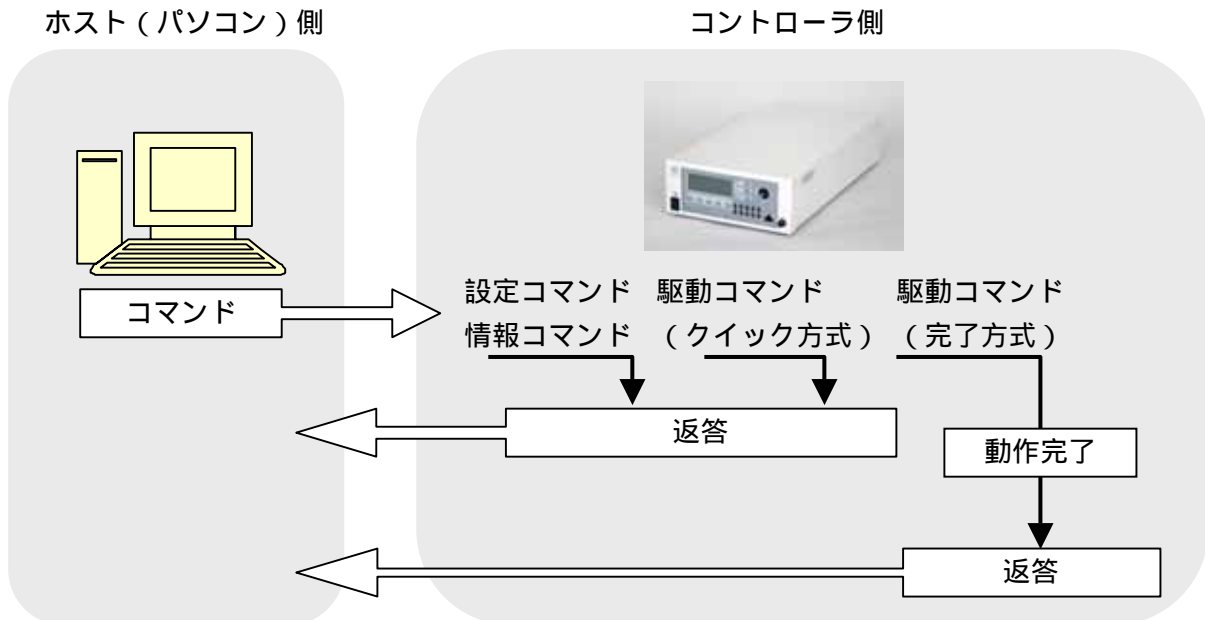 ホスト(パソコン)側
コントローラ側
コマンド
設定コマンド
情報コマンド
駆動コマンド
(クイック方式)
駆動コマンド
(完了方式)
返答
動作完了
返答